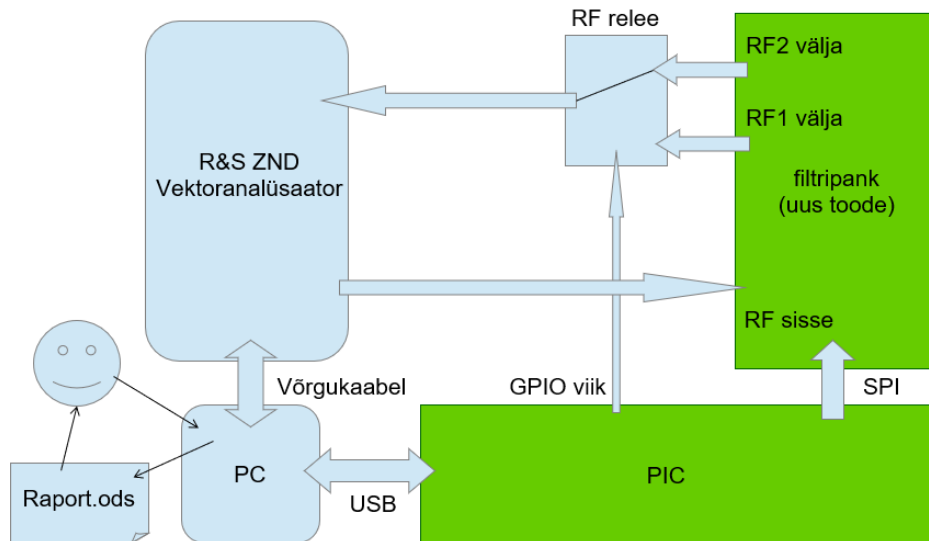 RF relee
RF2 välja
RF1 välja
R&S ZND
Vektoranalüsaator
filtripank
(uus toode)
RF sisse
Võrgukaabel
GPIO viik
SPI
PC
USB
PIC
Raport.ods